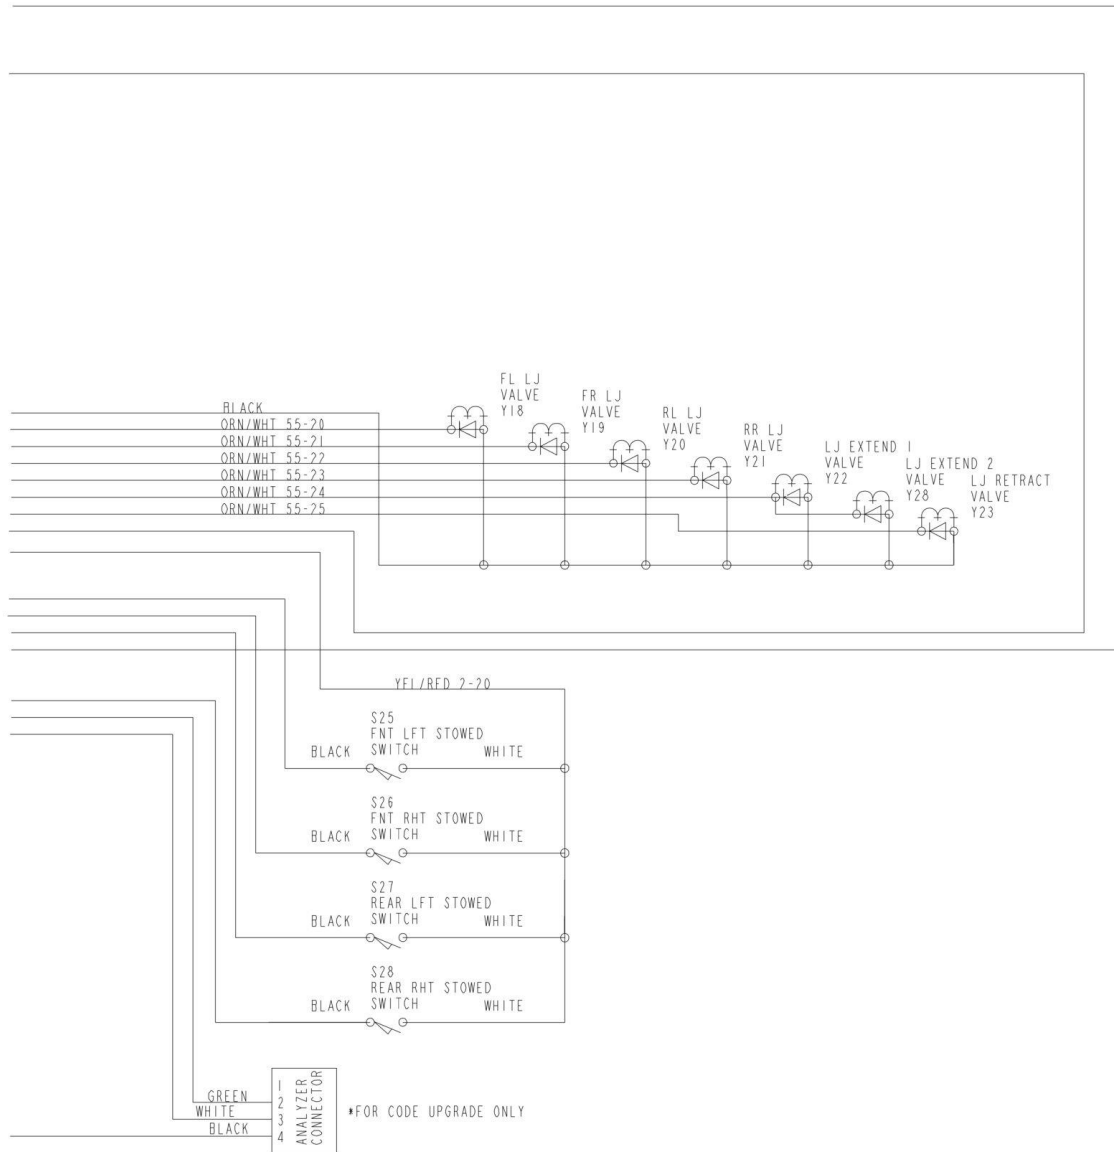 FL LJ
VALVE
Y18
FR LJ
VALVE
Y19
RL LJ
VALVE
Y20
RR LJ
VALVE
Y21
LJ EXTEND 1
VALVE
Y22
LJ EXTEND 2
VALVE
Y28
LJ RETRACT
VALVE
Y23
BLACK
ORN/WHT 55-20
ORN/WHT 55-21
ORN/WHT 55-22
ORN/WHT 55-23
ORN/WHT 55-24
ORN/WHT 55-25
YEL/RED 2-20
S25
FNT LFT STOWED
SWITCH
BLACK
WHITE
S26
FNT RHT STOWED
SWITCH
BLACK
WHITE
S27
REAR LFT STOWED
SWITCH
BLACK
WHITE
S28
REAR RHT STOWED
SWITCH
BLACK
WHITE
GREEN
WHITE
BLACK
1
2
3
4
ANALYZER
CONNECTOR
*FOR CODE UPGRADE ONLY